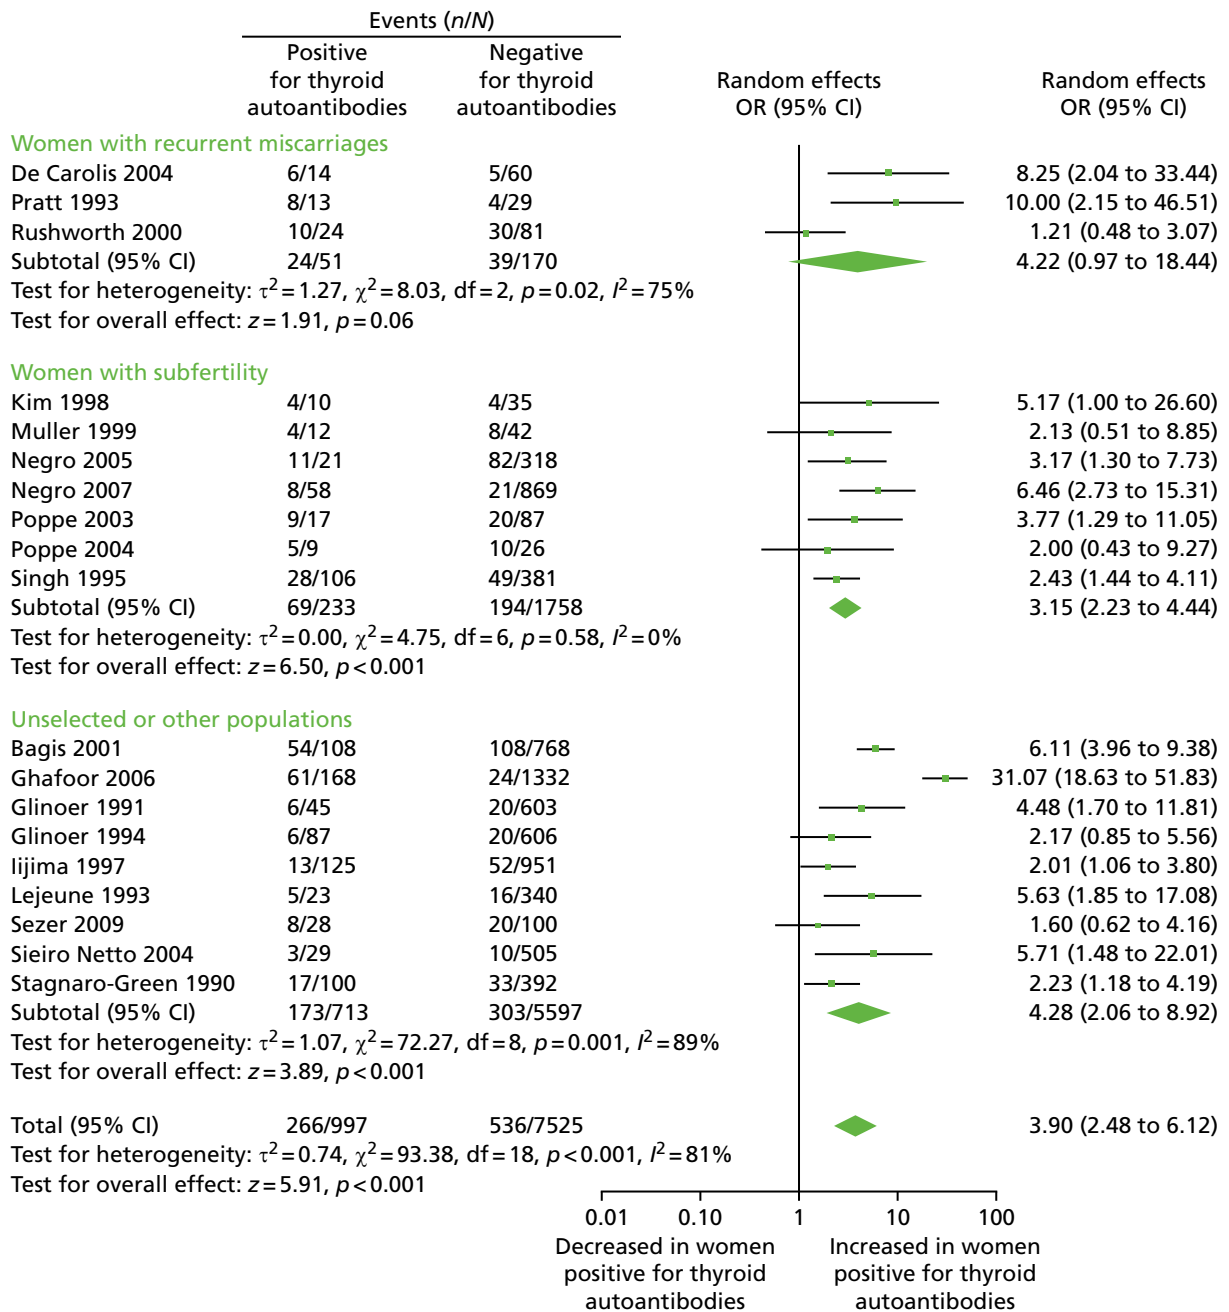 Events (n/N)
Positive for thyroid autoantibodies
Negative for thyroid autoantibodies
Random effects OR (95% CI)
Random effects OR (95% CI)
Women with recurrent miscarriages
De Carolis 2004 6/14 5/60 8.25 (2.04 to 33.44)
Pratt 1993 8/13 4/29 10.00 (2.15 to 46.51)
Rushworth 2000 10/24 30/81 1.21 (0.48 to 3.07)
Subtotal (95% CI) 24/51 39/170 4.22 (0.97 to 18.44)
Test for heterogeneity: τ²=1.27, χ²=8.03, df=2, p=0.02, I²=75%
Test for overall effect: z=1.91, p=0.06
Women with subfertility
Kim 1998 4/10 4/35 5.17 (1.00 to 26.60)
Muller 1999 4/12 8/42 2.13 (0.51 to 8.85)
Negro 2005 11/21 82/318 3.17 (1.30 to 7.73)
Negro 2007 8/58 21/869 6.46 (2.73 to 15.31)
Poppe 2003 9/17 20/87 3.77 (1.29 to 11.05)
Poppe 2004 5/9 10/26 2.00 (0.43 to 9.27)
Singh 1995 28/106 49/381 2.43 (1.44 to 4.11)
Subtotal (95% CI) 69/233 194/1758 3.15 (2.23 to 4.44)
Test for heterogeneity: τ²=0.00, χ²=4.75, df=6, p=0.58, I²=0%
Test for overall effect: z=6.50, p<0.001
Unselected or other populations
Bagis 2001 54/108 108/768 6.11 (3.96 to 9.38)
Ghafoor 2006 61/168 24/1332 31.07 (18.63 to 51.83)
Glinoer 1991 6/45 20/603 4.48 (1.70 to 11.81)
Glinoer 1994 6/87 20/606 2.17 (0.85 to 5.56)
Iijima 1997 13/125 52/951 2.01 (1.06 to 3.80)
Lejeune 1993 5/23 16/340 5.63 (1.85 to 17.08)
Sezer 2009 8/28 20/100 1.60 (0.62 to 4.16)
Sieiro Netto 2004 3/29 10/505 5.71 (1.48 to 22.01)
Stagnaro-Green 1990 17/100 33/392 2.23 (1.18 to 4.19)
Subtotal (95% CI) 173/713 303/5597 4.28 (2.06 to 8.92)
Test for heterogeneity: τ²=1.07, χ²=72.27, df=8, p=0.001, I²=89%
Test for overall effect: z=3.89, p<0.001
Total (95% CI) 266/997 536/7525 3.90 (2.48 to 6.12)
Test for heterogeneity: τ²=0.74, χ²=93.38, df=18, p<0.001, I²=81%
Test for overall effect: z=5.91, p<0.001
0.01 0.10 1 10 100
Decreased in women positive for thyroid autoantibodies
Increased in women positive for thyroid autoantibodies